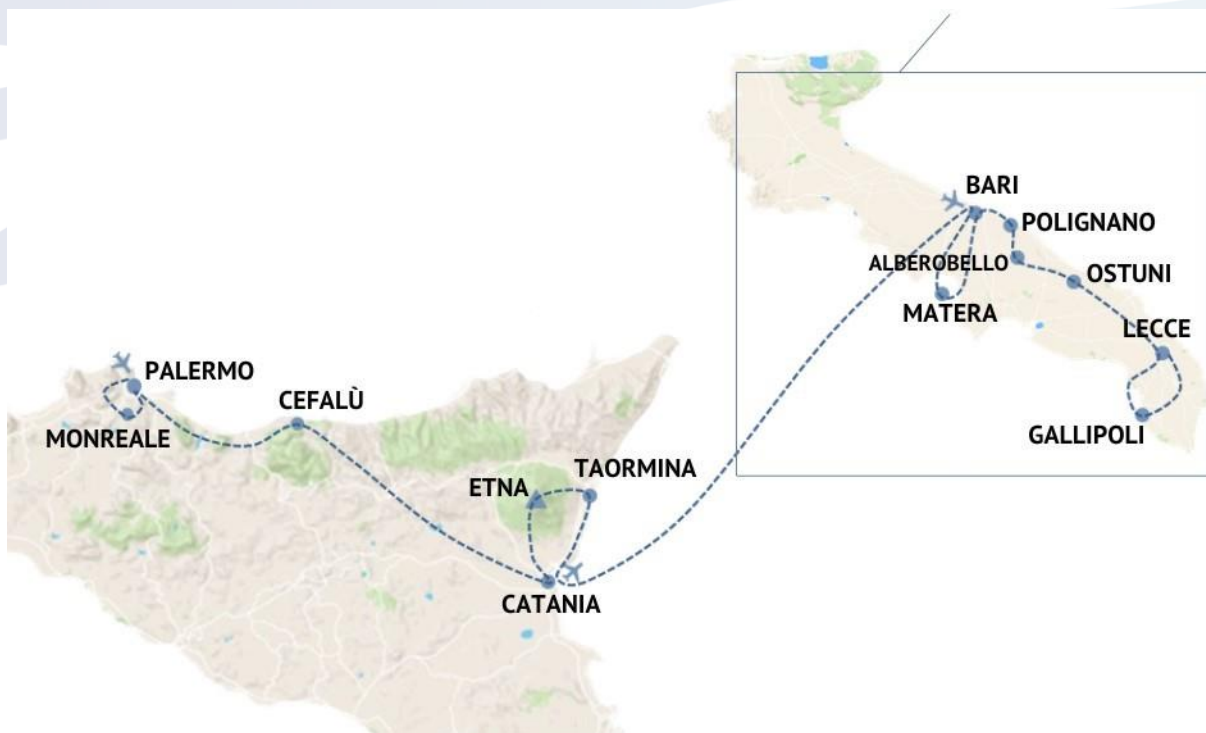 BARI
POLIGNANO
ALBEROBELLO
OSTUNI
MATERA
LECCE
GALLIPOLI
PALERMO
MONREALE
CEFALÙ
ETNA
TAORMINA
CATANIA